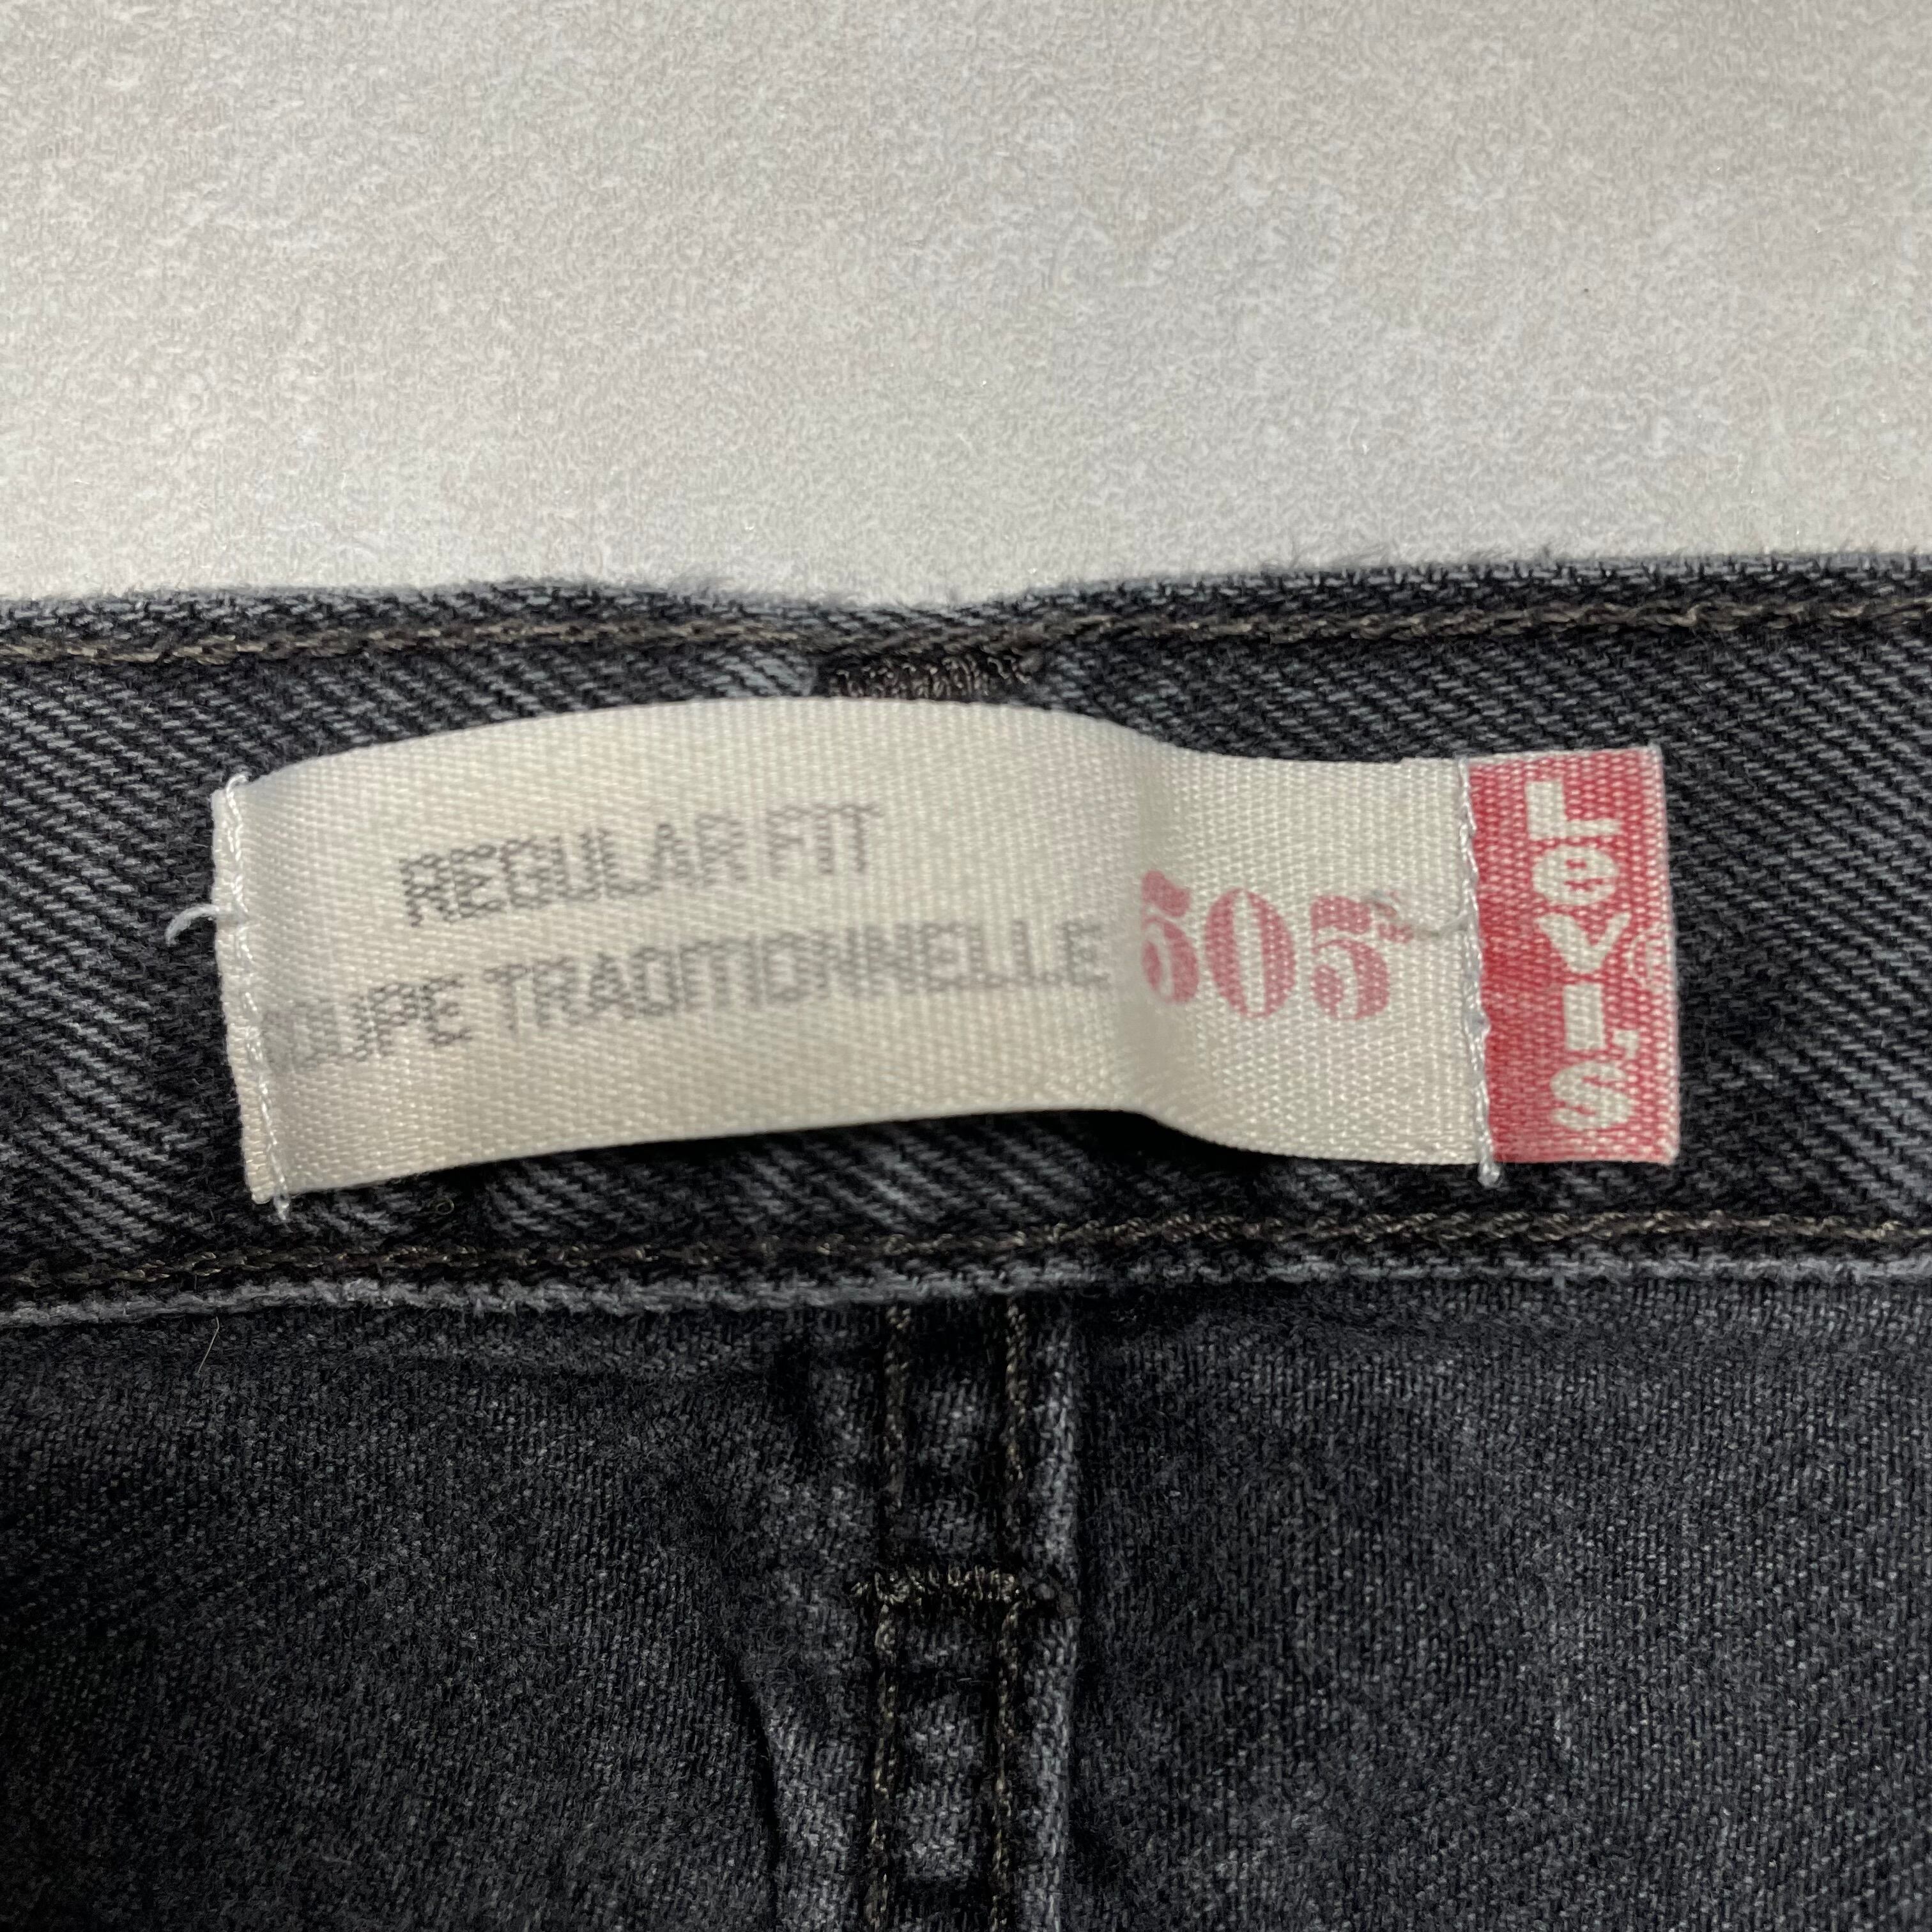 REGULAR FIT
COUPE TRADITIONNELLE
505
LeVI'S